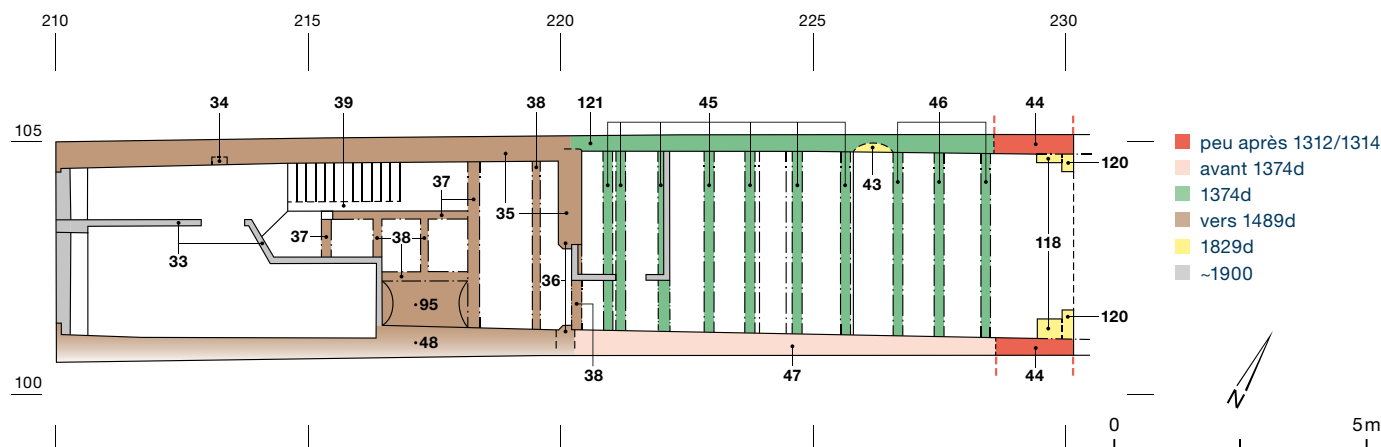 210 215 220 225 230
34 39 38 121 45 46 44
105
peu après 1312/1314
avant 1374d
1374d
vers 1489d
1829d
~1900
120
43
37
35
37 38
118
33
36
95
120
48
38 47 44
100
N
0 5 m